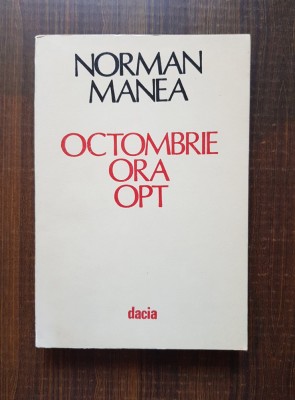 NORMAN
MANEA
OCTOMBRIE
ORA
OPT
dacia